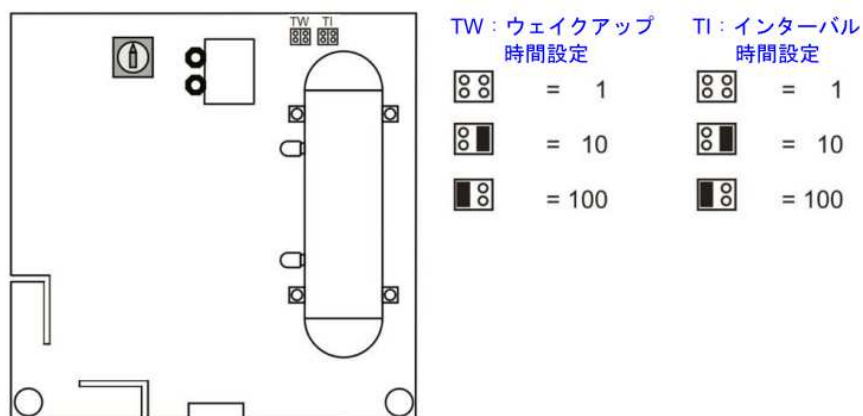 TW TI
TW：ウェイクアップ
時間設定
= 1
= 10
= 100
TI：インターバル
時間設定
= 1
= 10
= 100